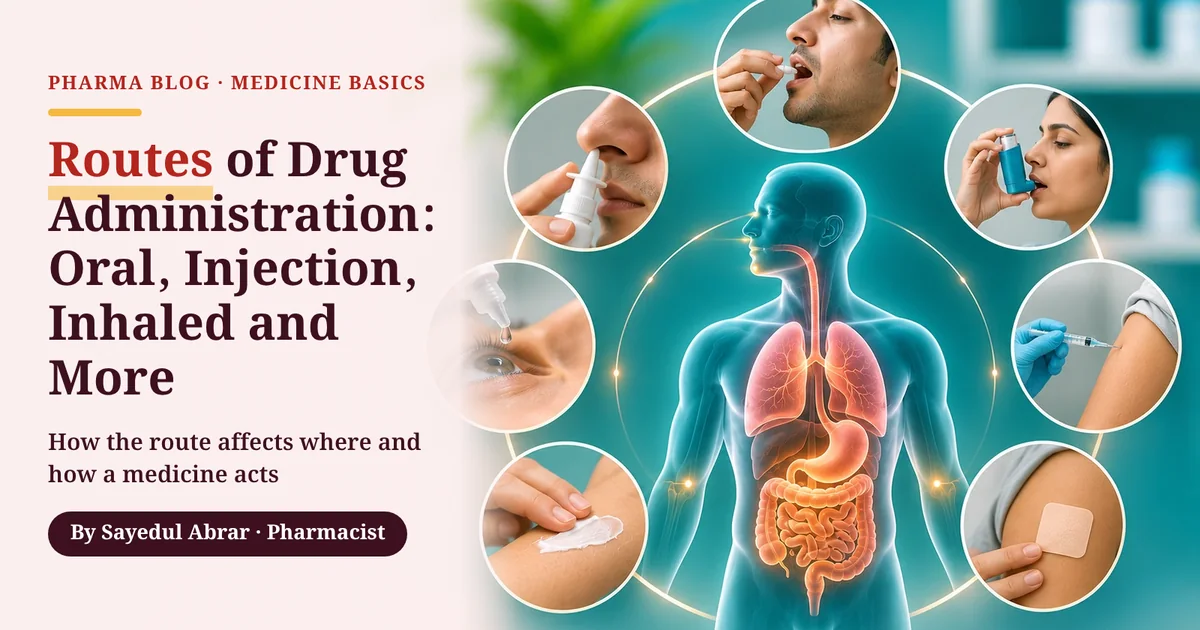 PHARMA BLOG · MEDICINE BASICS
Routes of Drug
Administration:
Oral, Injection,
Inhaled and
More
How the route affects where and
how a medicine acts
By Sayedul Abrar · Pharmacist